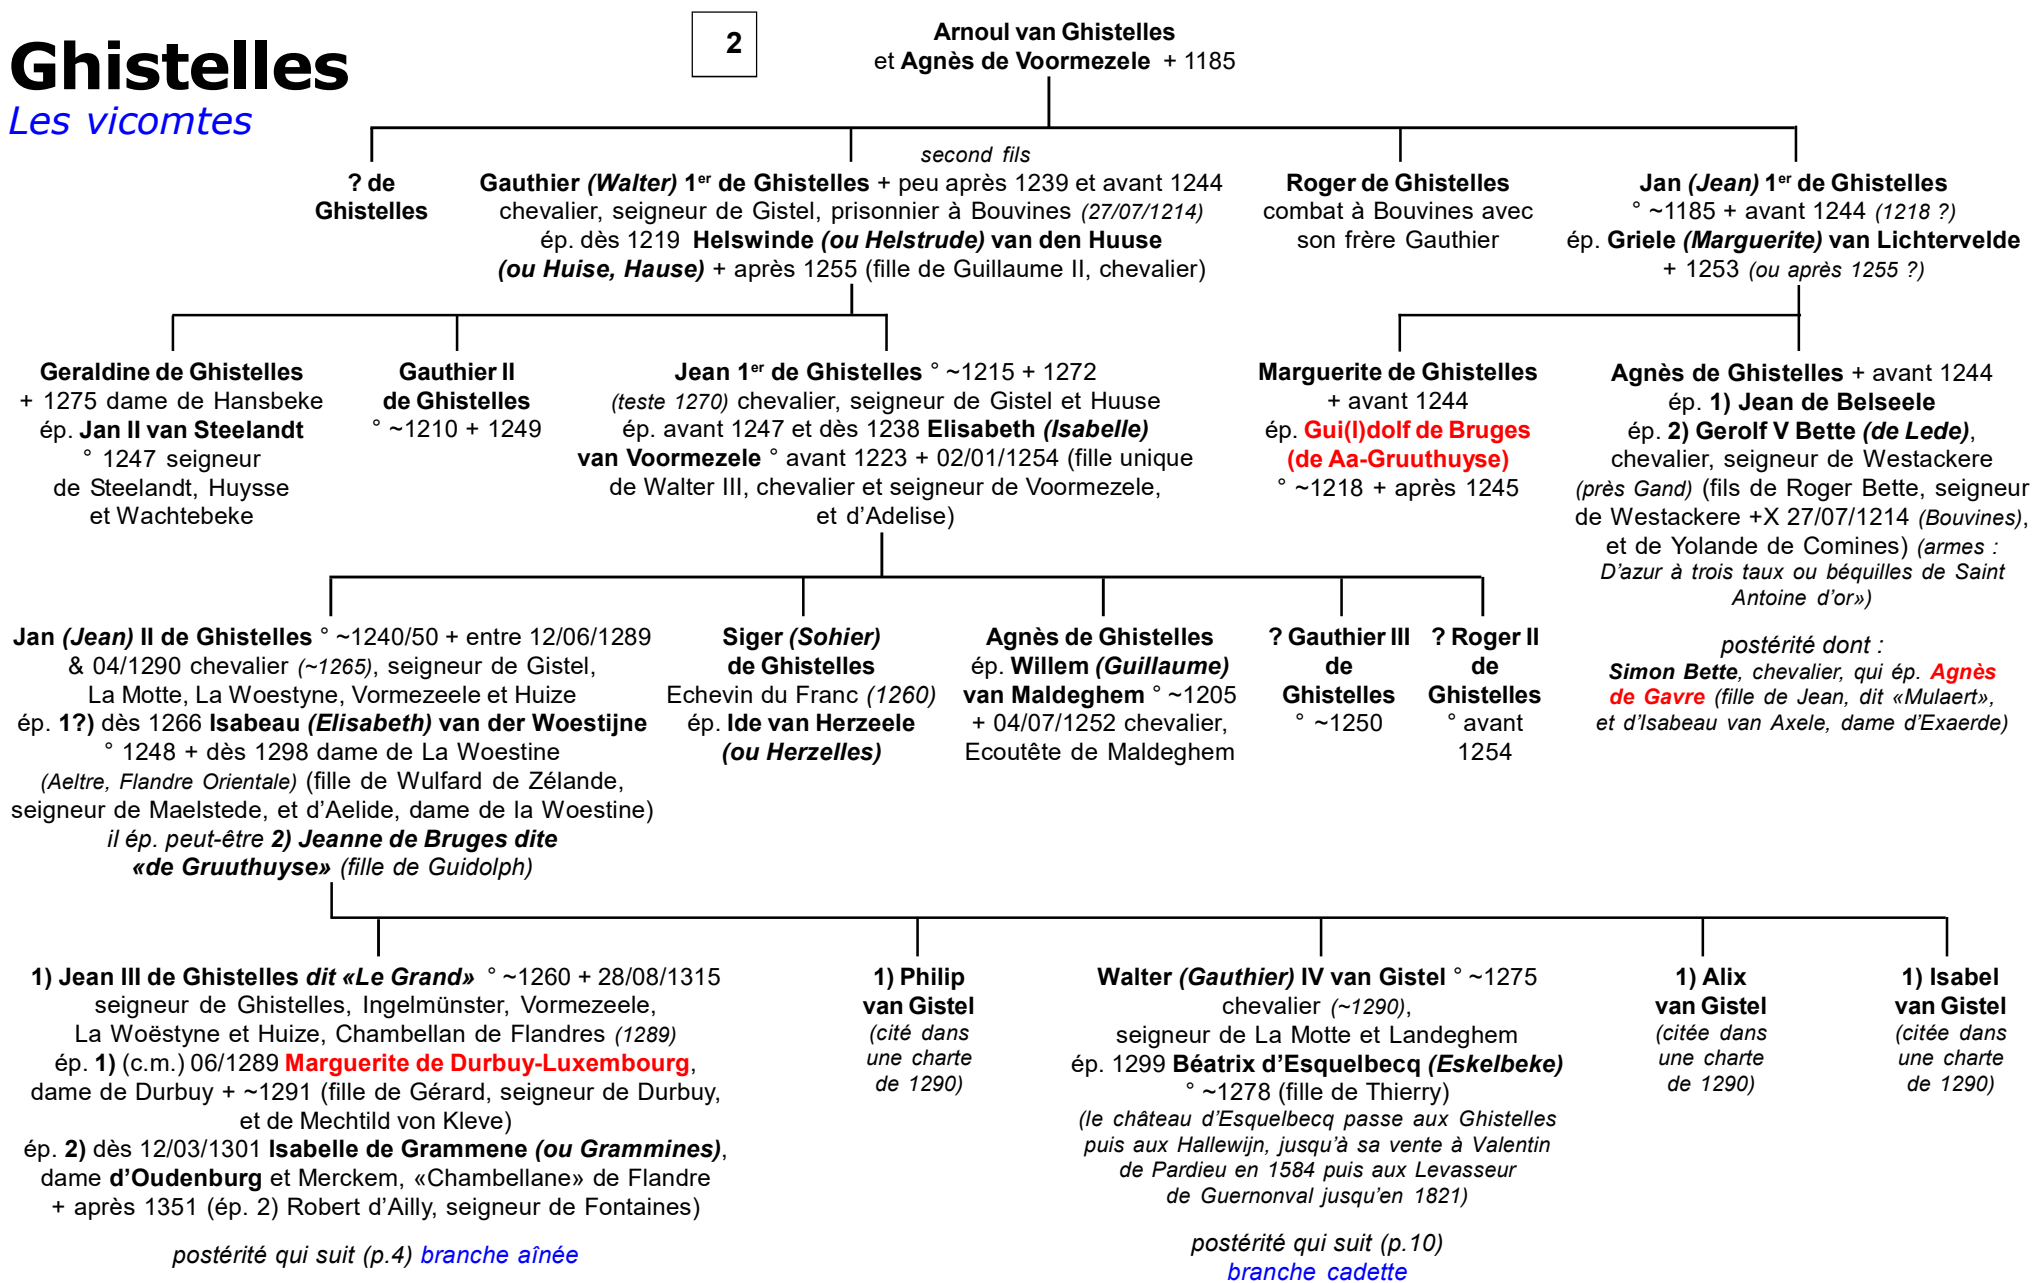 Ghistelles
Les vicomtes
2
Arnoul van Ghistelles
et Agnès de Voormezele + 1185
? de
Ghistelles
second fils
Gauthier (Walter) 1er de Ghistelles + peu après 1239 et avant 1244
chevalier, seigneur de Gistel, prisonnier à Bouvines (27/07/1214)
ép. dès 1219 Helswinde (ou Helstrude) van den Huuse
(ou Huise, Hause) + après 1255 (fille de Guillaume II, chevalier)
Roger de Ghistelles
combat à Bouvines avec
son frère Gauthier
Jan (Jean) 1er de Ghistelles
° ~1185 + avant 1244 (1218 ?)
ép. Griele (Marguerite) van Lichtervelde
+ 1253 (ou après 1255 ?)
Geraldine de Ghistelles
+ 1275 dame de Hansbeke
ép. Jan II van Steelandt
° 1247 seigneur
de Steelandt, Huysse
et Wachtebeke
Gauthier II
de Ghistelles
° ~1210 + 1249
Jean 1er de Ghistelles ° ~1215 + 1272
(teste 1270) chevalier, seigneur de Gistel et Huuse
ép. avant 1247 et dès 1238 Elisabeth (Isabelle)
van Voormezele ° avant 1223 + 02/01/1254 (fille unique
de Walter III, chevalier et seigneur de Voormezele,
et d'Adelise)
Marguerite de Ghistelles
+ avant 1244
ép. Gui(l)dolf de Bruges
(de Aa-Gruuthuyse)
° ~1218 + après 1245
Agnès de Ghistelles + avant 1244
ép. 1) Jean de Belseele
ép. 2) Gerolf V Bette (de Lede),
chevalier, seigneur de Westackere
(près Gand) (fils de Roger Bette, seigneur
de Westackere +X 27/07/1214 (Bouvines),
et de Yolande de Comines) (armes :
D'azur à trois taux ou béquilles de Saint
Antoine d'or»)
postérité dont :
Simon Bette, chevalier, qui ép. Agnès
de Gavre (fille de Jean, dit «Mulaert»,
et d'Isabeau van Axele, dame d'Exaerde)
Jan (Jean) II de Ghistelles ° ~1240/50 + entre 12/06/1289
& 04/1290 chevalier (~1265), seigneur de Gistel,
La Motte, La Woestyne, Vormezeele et Huize
ép. 1?) dès 1266 Isabeau (Elisabeth) van der Woestijne
° 1248 + dès 1298 dame de La Woestine
(Aeltre, Flandre Orientale) (fille de Wulfard de Zélande,
seigneur de Maelstede, et d'Aelide, dame de la Woestine)
il ép. peut-être 2) Jeanne de Bruges dite
«de Gruuthuyse» (fille de Guidolph)
Siger (Sohier)
de Ghistelles
Echevin du Franc (1260)
ép. Ide van Herzeele
(ou Herzelles)
Agnès de Ghistelles
ép. Willem (Guillaume)
van Maldeghem ° ~1205
+ 04/07/1252 chevalier,
Ecoutête de Maldeghem
? Gauthier III
de
Ghistelles
° ~1250
? Roger II
de
Ghistelles
° avant
1254
1) Jean III de Ghistelles dit «Le Grand» ° ~1260 + 28/08/1315
seigneur de Ghistelles, Ingelmünster, Vormezeele,
La Woëstyne et Huize, Chambellan de Flandres (1289)
ép. 1) (c.m.) 06/1289 Marguerite de Durbuy-Luxembourg,
dame de Durbuy + ~1291 (fille de Gérard, seigneur de Durbuy,
et de Mechtild von Kleve)
ép. 2) dès 12/03/1301 Isabelle de Grammene (ou Grammines),
dame d'Oudenburg et Merckem, «Chambellane» de Flandre
+ après 1351 (ép. 2) Robert d'Ailly, seigneur de Fontaines)
postérité qui suit (p.4) branche aînée
1) Philip
van Gistel
(cité dans
une charte
de 1290)
Walter (Gauthier) IV van Gistel ° ~1275
chevalier (~1290),
seigneur de La Motte et Landeghem
ép. 1299 Béatrix d'Esquelbecq (Eskelbeke)
° ~1278 (fille de Thierry)
(le château d'Esquelbecq passe aux Ghistelles
puis aux Hallewijn, jusqu'à sa vente à Valentin
de Pardieu en 1584 puis aux Levasseur
de Guernonval jusqu'en 1821)
postérité qui suit (p.10)
branche cadette
1) Alix
van Gistel
(citée dans
une charte
de 1290)
1) Isabel
van Gistel
(citée dans
une charte
de 1290)